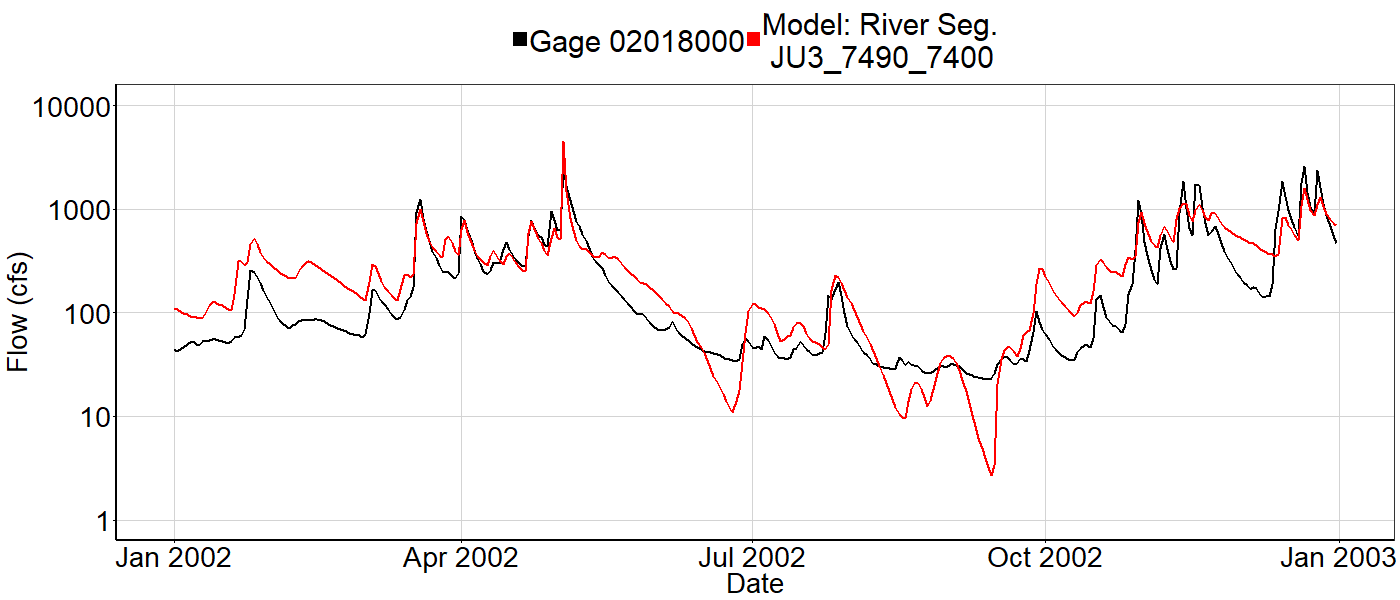 Gage 02018000
Model: River Seg.
JU3_7490_7400
10000
1000
100
10
1
Flow (cfs)
Jan 2002
Apr 2002
Jul 2002
Oct 2002
Jan 2003
Date